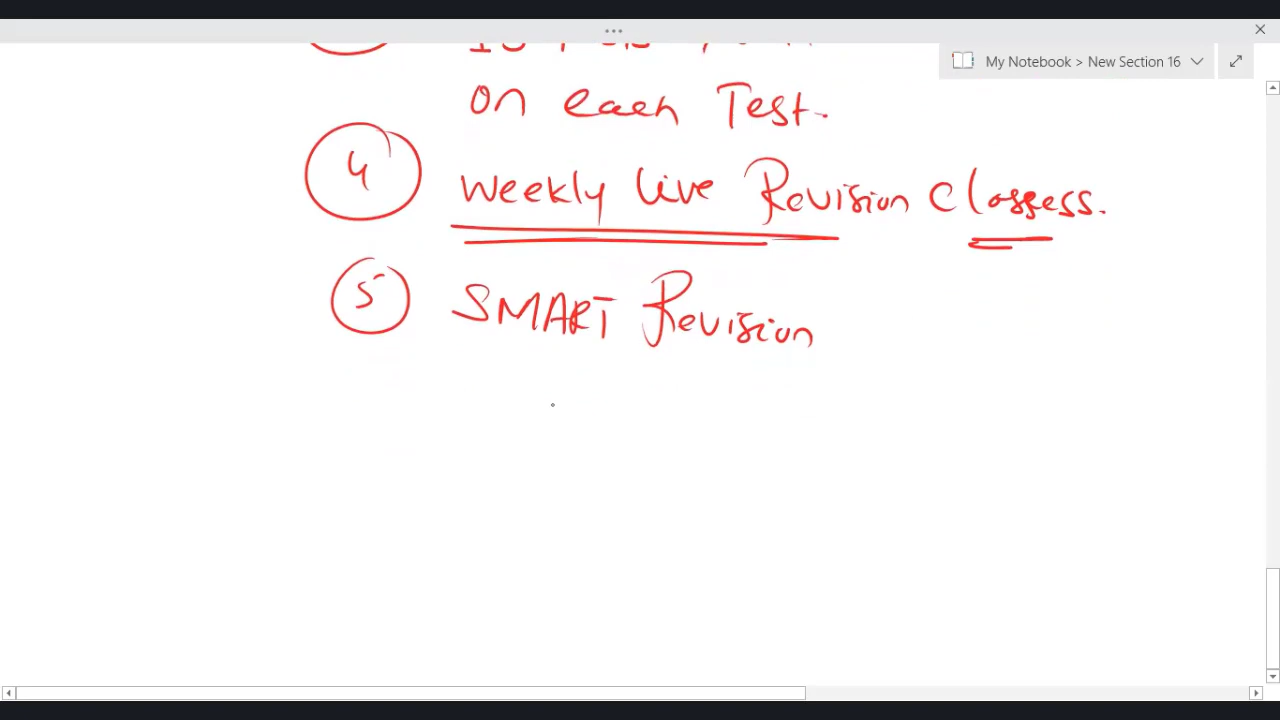 My Notebook > New Section 16
on each Test.
4 Weekly live Revision Classess.
5 SMART Revision